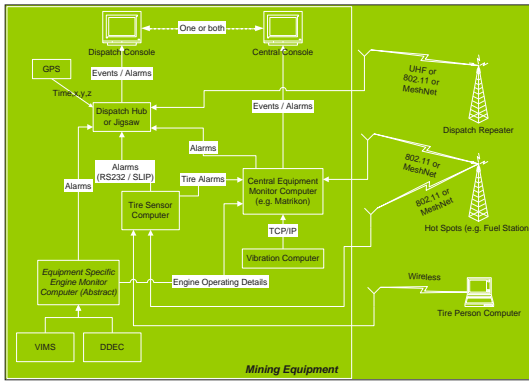 One or both
Dispatch Console
Central Console
GPS
Time,x,y,z
Events / Alarms
UHF or
802.11 or
MeshNet
Dispatch Hub
or Jigsaw
Events / Alarms
Dispatch Repeater
Alarms
Alarms
(RS232 / SLIP)
Alarms
Tire Alarms
Central Equipment
Monitor Computer
(e.g. Matrikon)
802.11 or
MeshNet
802.11 or
MeshNet
Tire Sensor
Computer
TCP/IP
Hot Spots (e.g. Fuel Station
Vibration Computer
Equipment Specific
Engine Monitor
Computer (Abstract)
Engine Operating Details
Wireless
Tire Person Computer
VIMS
DDEC
Mining Equipment